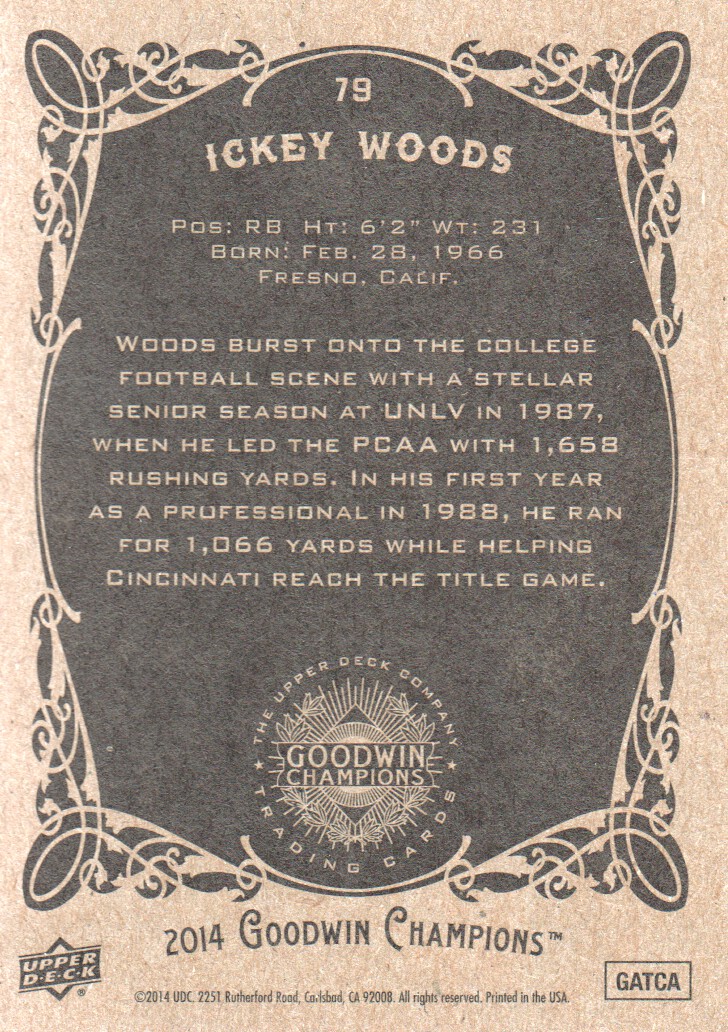 79
ICKEY WOODS
POS: RB HT: 6'2" WT: 231
BORN: FEB. 28, 1966
FRESNO, CALIF.
WOODS BURST ONTO THE COLLEGE
FOOTBALL SCENE WITH A STELLAR
SENIOR SEASON AT UNLV IN 1987,
WHEN HE LED THE PCAA WITH 1,658
RUSHING YARDS. IN HIS FIRST YEAR
AS A PROFESSIONAL IN 1988, HE RAN
FOR 1,066 YARDS WHILE HELPING
CINCINNATI REACH THE TITLE GAME.
THE UPPER DECK COMPANY
GOODWIN
CHAMPIONS
TRADING CARDS
2014 GOODWIN CHAMPIONS™
UPPER
D·E·C·K
®
©2014 UDC. 2251 Rutherford Road, Carlsbad, CA 92008. All rights reserved. Printed in the USA.
GATCA